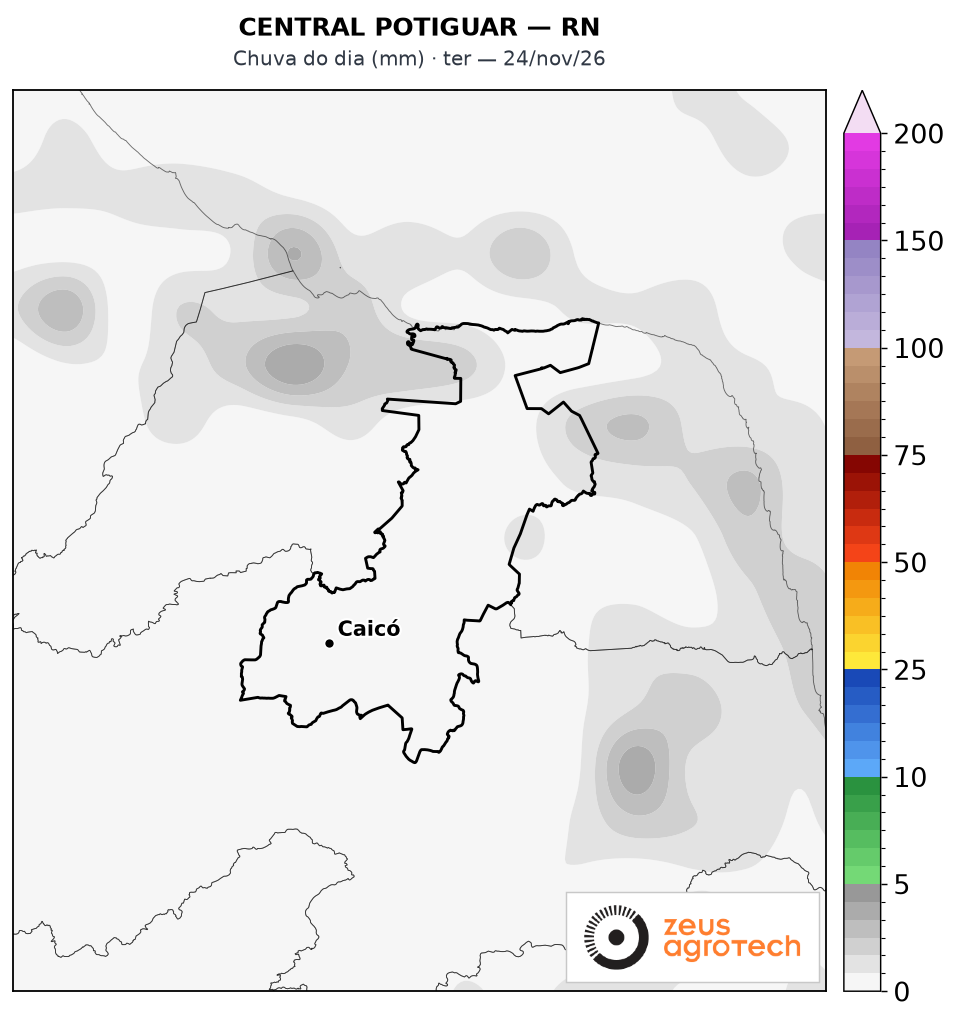 CENTRAL POTIGUAR — RN
Chuva do dia (mm) · ter — 24/nov/26
200
150
100
75
50
25
10
5
0
Caicó
zeus
agrotech